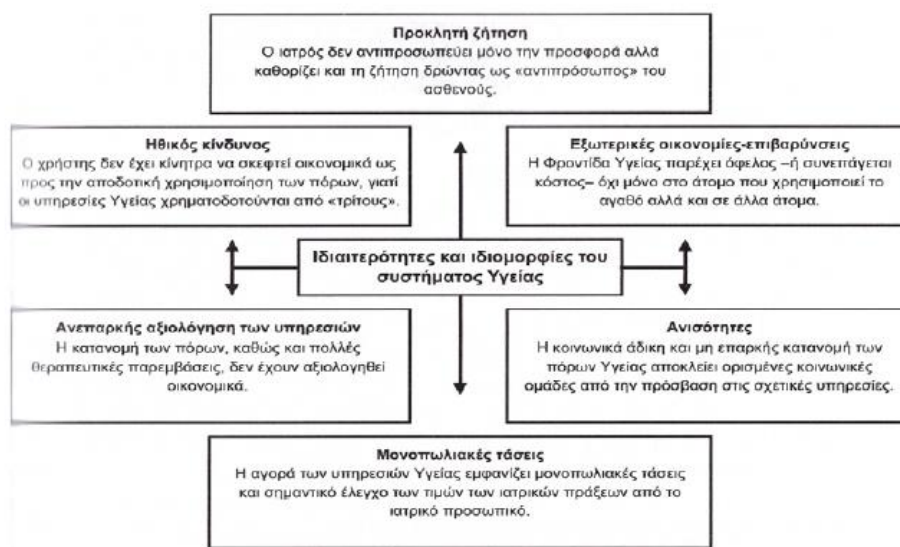 Προκλητή ζήτηση
Ο ιατρός δεν αντιπροσωπεύει μόνο την προσφορά αλλά
καθορίζει και τη ζήτηση δρώντας ως «αντιπρόσωπος» του
ασθενούς.
Ηθικός κίνδυνος
Ο χρήστης δεν έχει κίνητρα να σκεφτεί οικονομικά ως
προς την αποδοτική χρησιμοποίηση των πόρων, γιατί
οι υπηρεσίες Υγείας χρηματοδοτούνται από «τρίτους».
Εξωτερικές οικονομίες-επιβαρύνσεις
Η Φροντίδα Υγείας παρέχει όφελος –ή συνεπάγεται
κόστος– όχι μόνο στο άτομο που χρησιμοποιεί το
αγαθό αλλά και σε άλλα άτομα.
Ιδιαιτερότητες και ιδιομορφίες του
συστήματος Υγείας
Ανεπαρκής αξιολόγηση των υπηρεσιών
Η κατανομή των πόρων, καθώς και πολλές
θεραπευτικές παρεμβάσεις, δεν έχουν αξιολογηθεί
οικονομικά.
Ανισότητες
Η κοινωνικά άδικη και μη επαρκής κατανομή των
πόρων Υγείας αποκλείει ορισμένες κοινωνικές
ομάδες από την πρόσβαση στις σχετικές υπηρεσίες.
Μονοπωλιακές τάσεις
Η αγορά των υπηρεσιών Υγείας εμφανίζει μονοπωλιακές τάσεις
και σημαντικό έλεγχο των τιμών των ιατρικών πράξεων από το
ιατρικό προσωπικό.